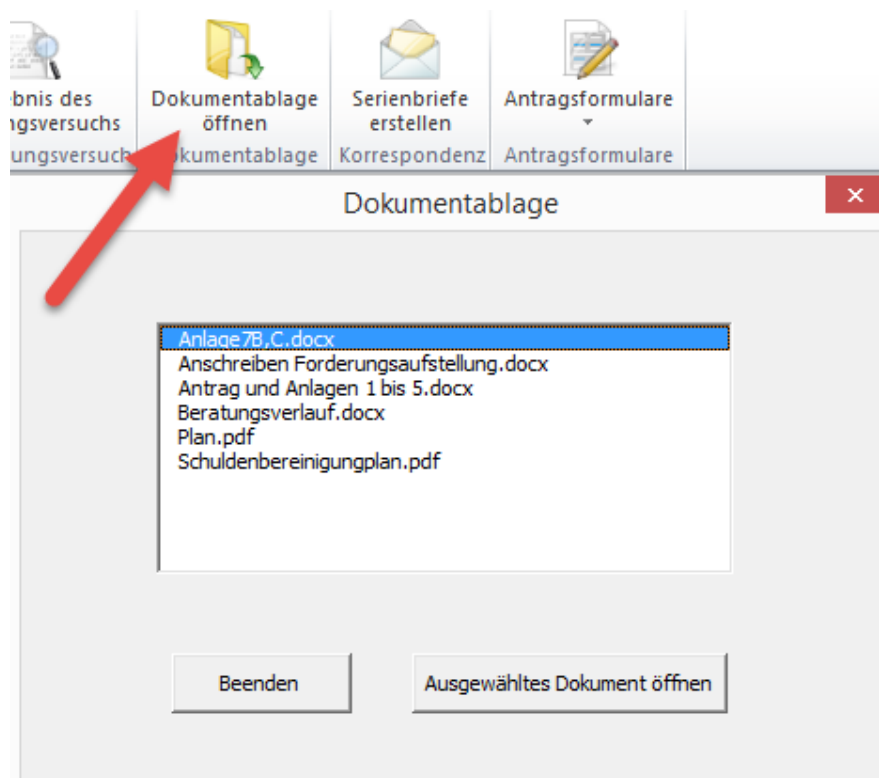 ebnis des
ngsversuchs
ungsversuch
Dokumentablage
öffnen
okumentablage
Serienbriefe
erstellen
Korrespondenz
Antragsformulare
Antragsformulare
Dokumentablage
Anlage7B,C.docx
Anschreiben Forderungsaufstellung.docx
Antrag und Anlagen 1 bis 5.docx
Beratungsverlauf.docx
Plan.pdf
Schuldenbereinigungplan.pdf
Beenden
Ausgewähltes Dokument öffnen